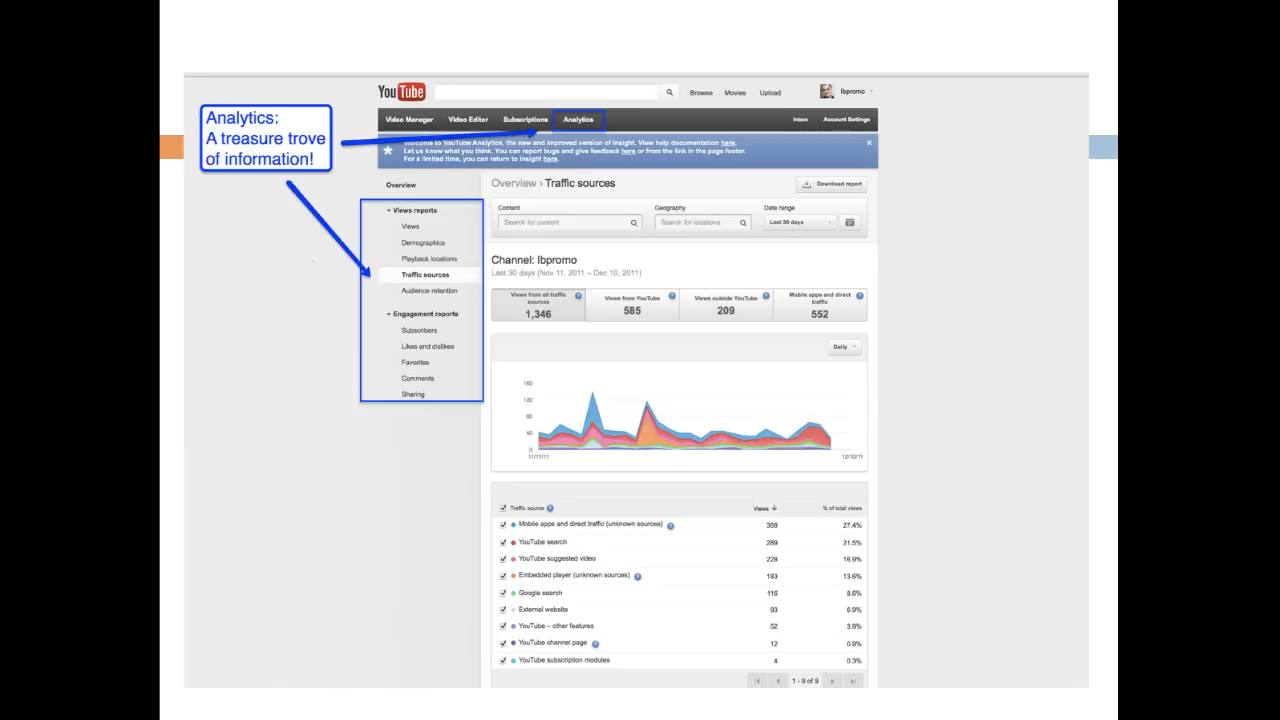 YouTube
Browse Movies Upload lbpromo
Video Manager Video Editor Subscriptions Analytics Inbox Account Settings
Analytics:
A treasure trove
of information!
Welcome to YouTube Analytics, the new and improved version of Insight. View help documentation here.
Let us know what you think. You can report bugs and give feedback here or from the link in the page footer.
For a limited time, you can return to Insight here.
Overview
Views reports
Views
Demographics
Playback locations
Traffic sources
Audience retention
Engagement reports
Subscribers
Likes and dislikes
Favorites
Comments
Sharing
Overview › Traffic sources Download report
Content Geography Date range
Search for content Search for locations Last 30 days
Channel: lbpromo
Last 30 days (Nov 11, 2011 – Dec 10, 2011)
Views from all traffic sources ? Views from YouTube ? Views outside YouTube ? Mobile apps and direct traffic ?
1,346 585 209 552
Daily
160
120
80
40
0
11/11/11 12/10/11
Traffic source ? Views ↓ % of total views
Mobile apps and direct traffic (unknown sources) ? 369 27.4%
YouTube search 289 21.5%
YouTube suggested video 228 16.9%
Embedded player (unknown sources) ? 183 13.6%
Google search 116 8.6%
External website 93 6.9%
YouTube – other features 52 3.9%
YouTube channel page ? 12 0.9%
YouTube subscription modules 4 0.3%
1 - 9 of 9